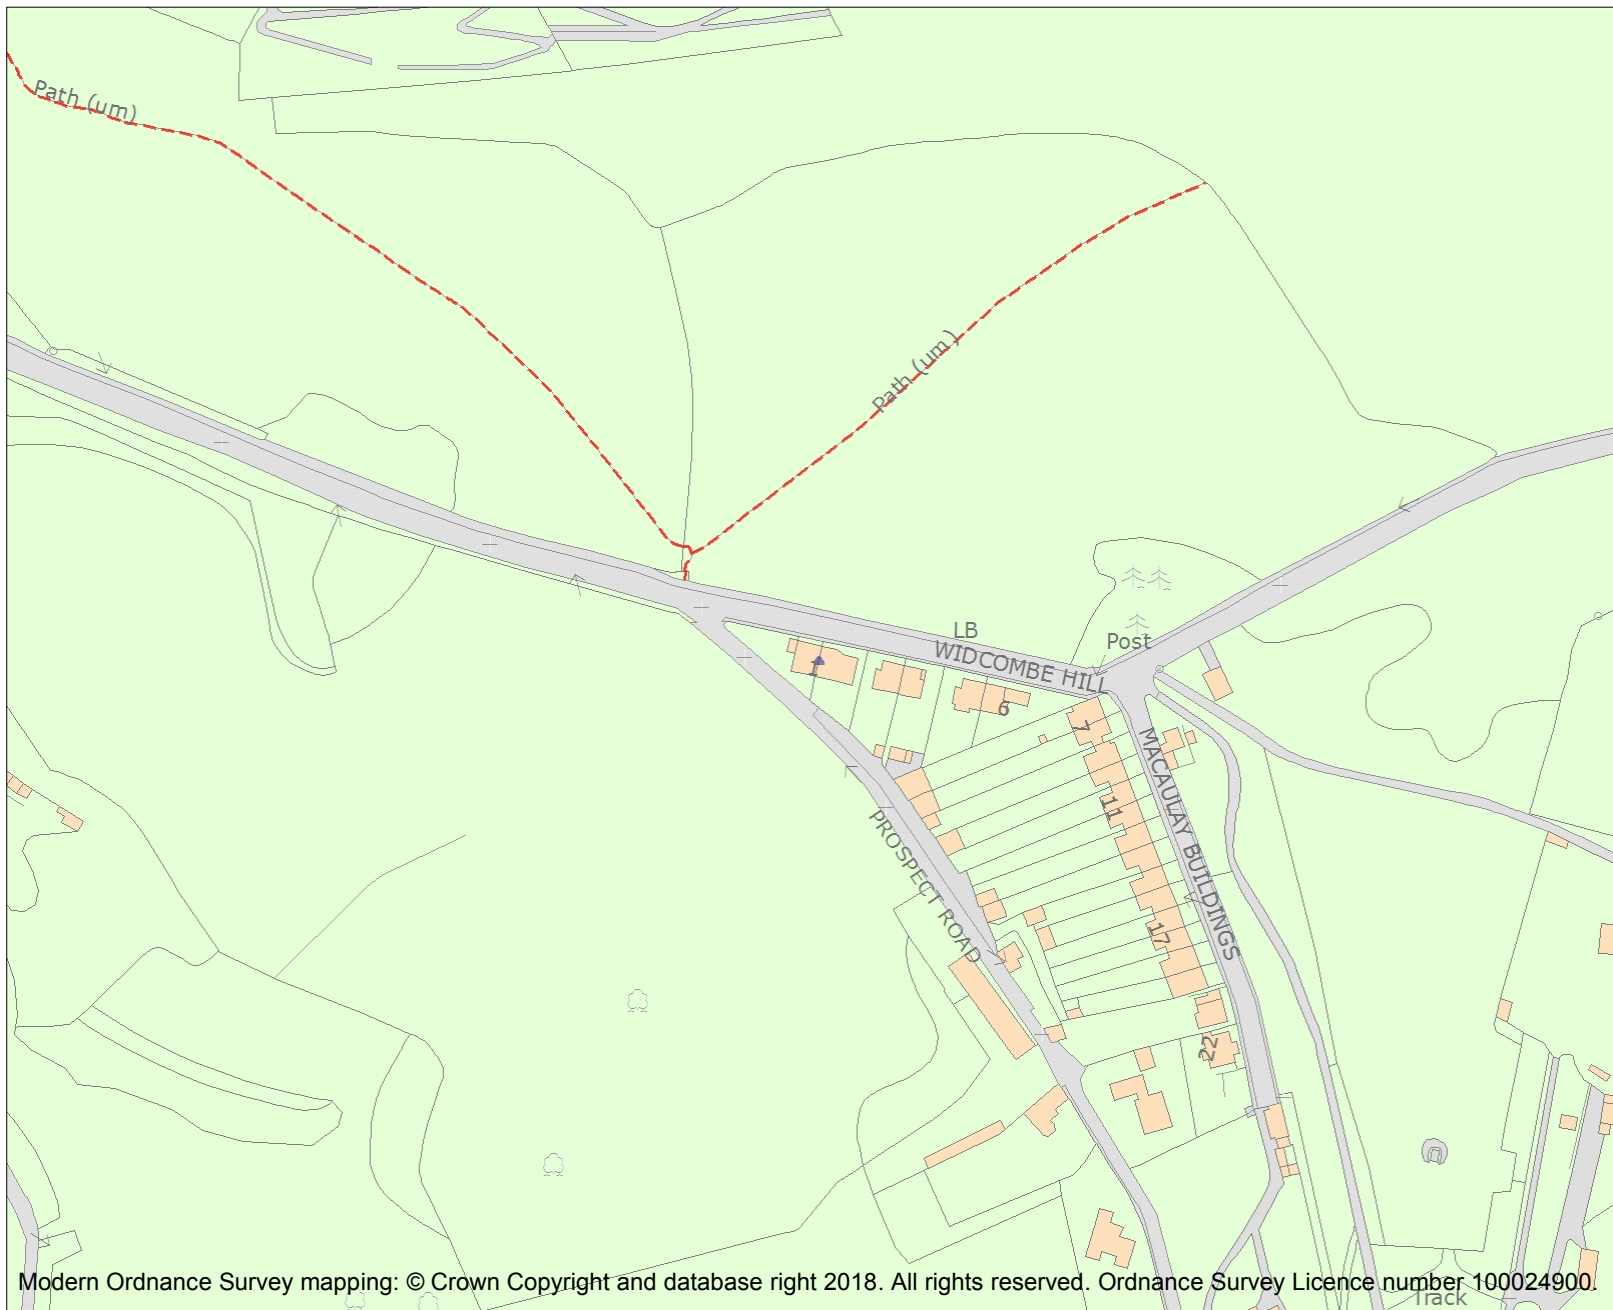 Path (um)
Path (um)
LB
Post
WIDCOMBE HILL
1
6
7
MACAULAY BUILDINGS
11
PROSPECT ROAD
17
22
Modern Ordnance Survey mapping: © Crown Copyright and database right 2018. All rights reserved. Ordnance Survey Licence number 100024900.
Track